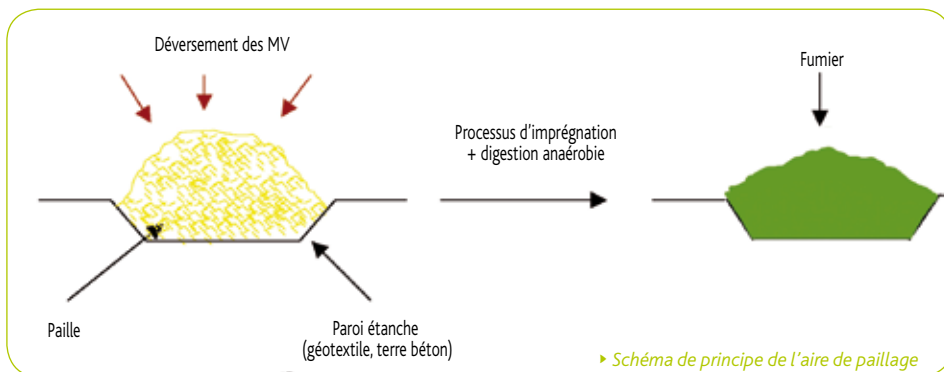 Déversement des MV
Fumier
Processus d'imprégnation
+ digestion anaérobie
Paille
Paroi étanche
(géotextile, terre béton)
▸ Schéma de principe de l'aire de paillage